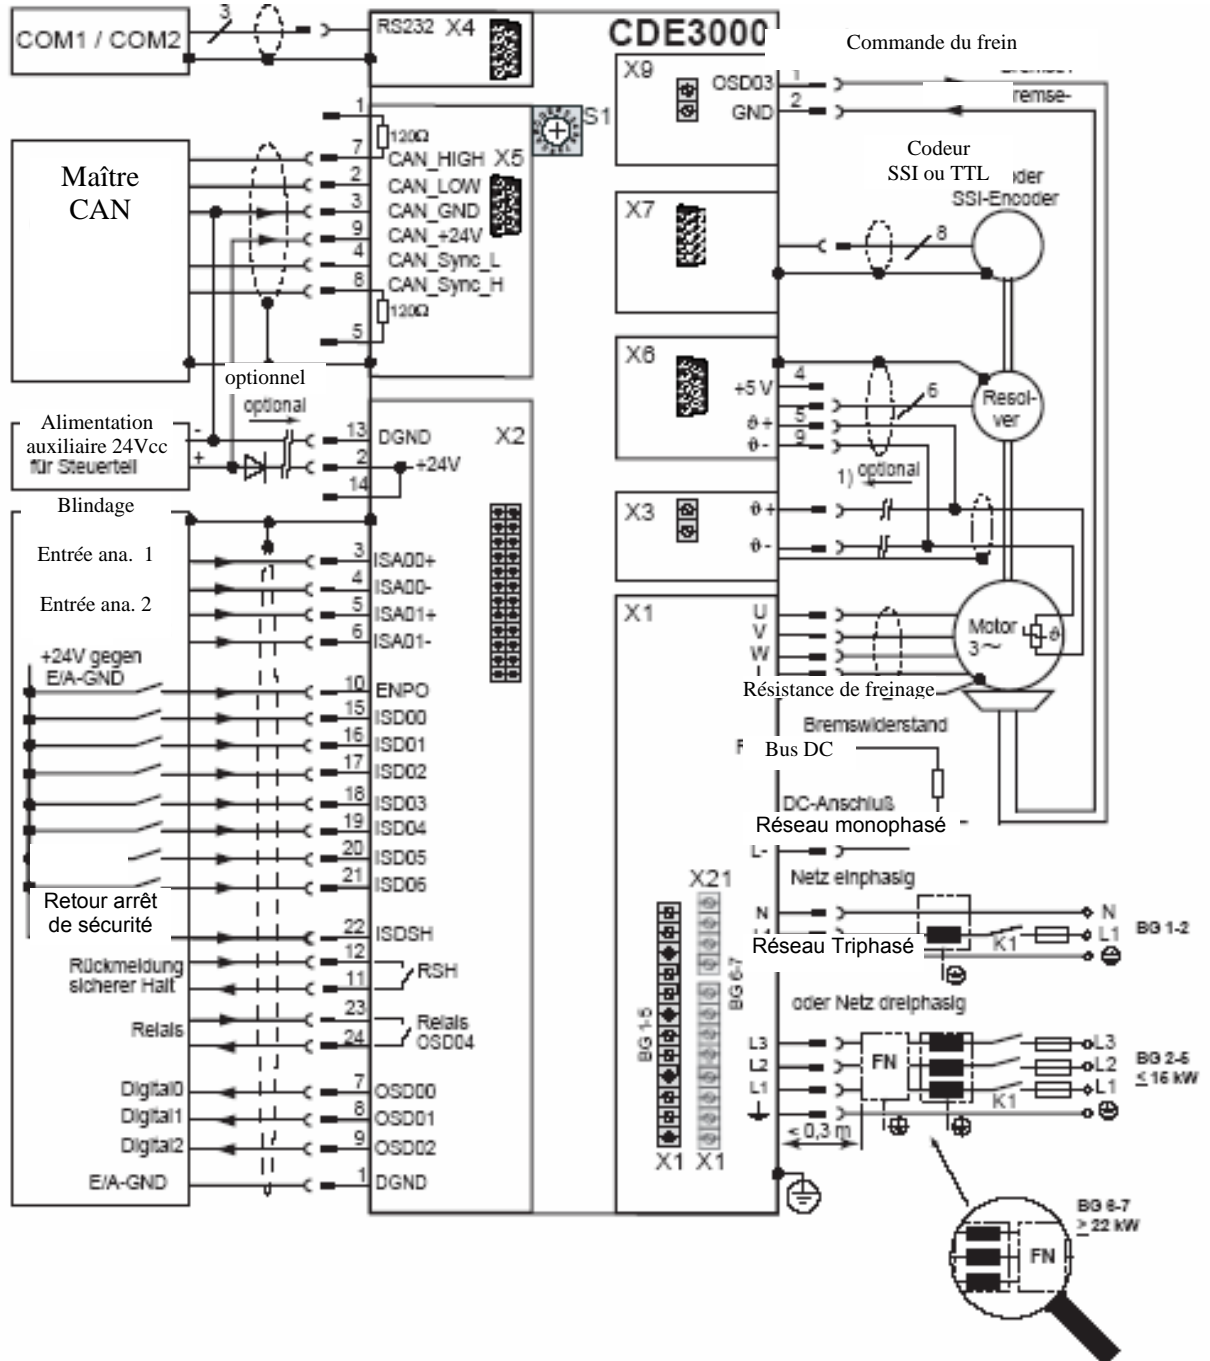 COM1 / COM2
3
RS232 X4
CDE3000
Commande du frein
X9
OSD03
1
GND
2
remse-
S1
1
120Ω
7
CAN_HIGH X5
2
CAN_LOW
3
CAN_GND
9
CAN_+24V
4
CAN_Sync_L
8
CAN_Sync_H
120Ω
5
Maître
CAN
Codeur
SSI ou TTL
oder
SSI-Encoder
X7
8
X6
+5 V
4
6
ϑ+
5
ϑ-
9
Resol-
ver
1) optional
optionnel
optional
Alimentation
auxiliaire 24Vcc
für Steuerteil
-
+
13
DGND
X2
2
+24V
14
X3
ϑ+
ϑ-
Blindage
Entrée ana. 1
Entrée ana. 2
3
ISA00+
4
ISA00-
5
ISA01+
6
ISA01-
+24V gegen
E/A-GND
10
ENPO
15
ISD00
16
ISD01
17
ISD02
18
ISD03
19
ISD04
20
ISD05
21
ISD06
Retour arrêt
de sécurité
22
ISDSH
Rückmeldung
sicherer Halt
12
11
RSH
Relais
23
24
Relais
OSD04
Digital0
7
OSD00
Digital1
8
OSD01
Digital2
9
OSD02
E/A-GND
1
DGND
X1
U
V
W
Motor
3~
ϑ
Résistance de freinage
Bremswiderstand
Bus DC
DC-Anschluß
Réseau monophasé
L-
X21
Netz einphasig
N
N
L1
K1
BG 1-2
Réseau Triphasé
BG 6-7
BG 1-5
oder Netz dreiphasig
L3
L2
L1
FN
L3
L2
L1
K1
BG 2-5
≤ 15 kW
< 0,3 m
X1
X1
BG 6-7
≥ 22 kW
FN